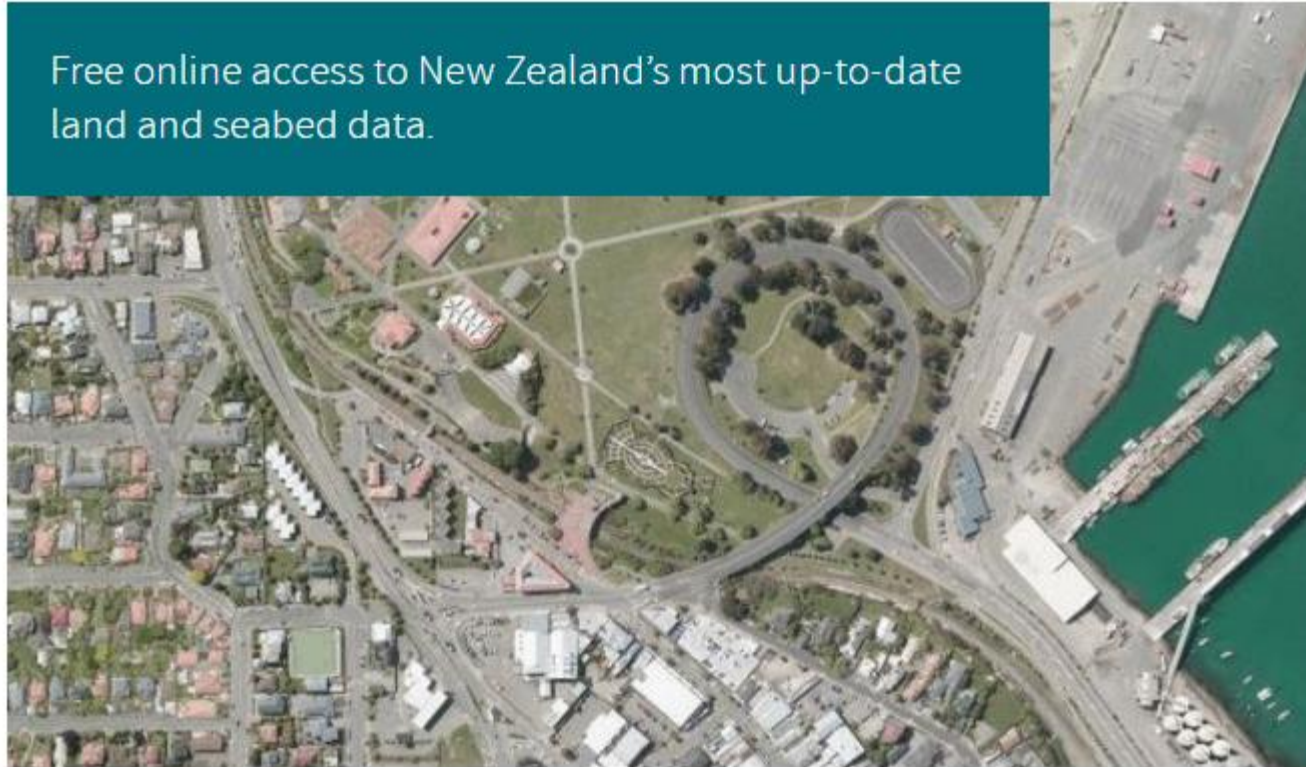 Free online access to New Zealand's most up-to-date
land and seabed data.